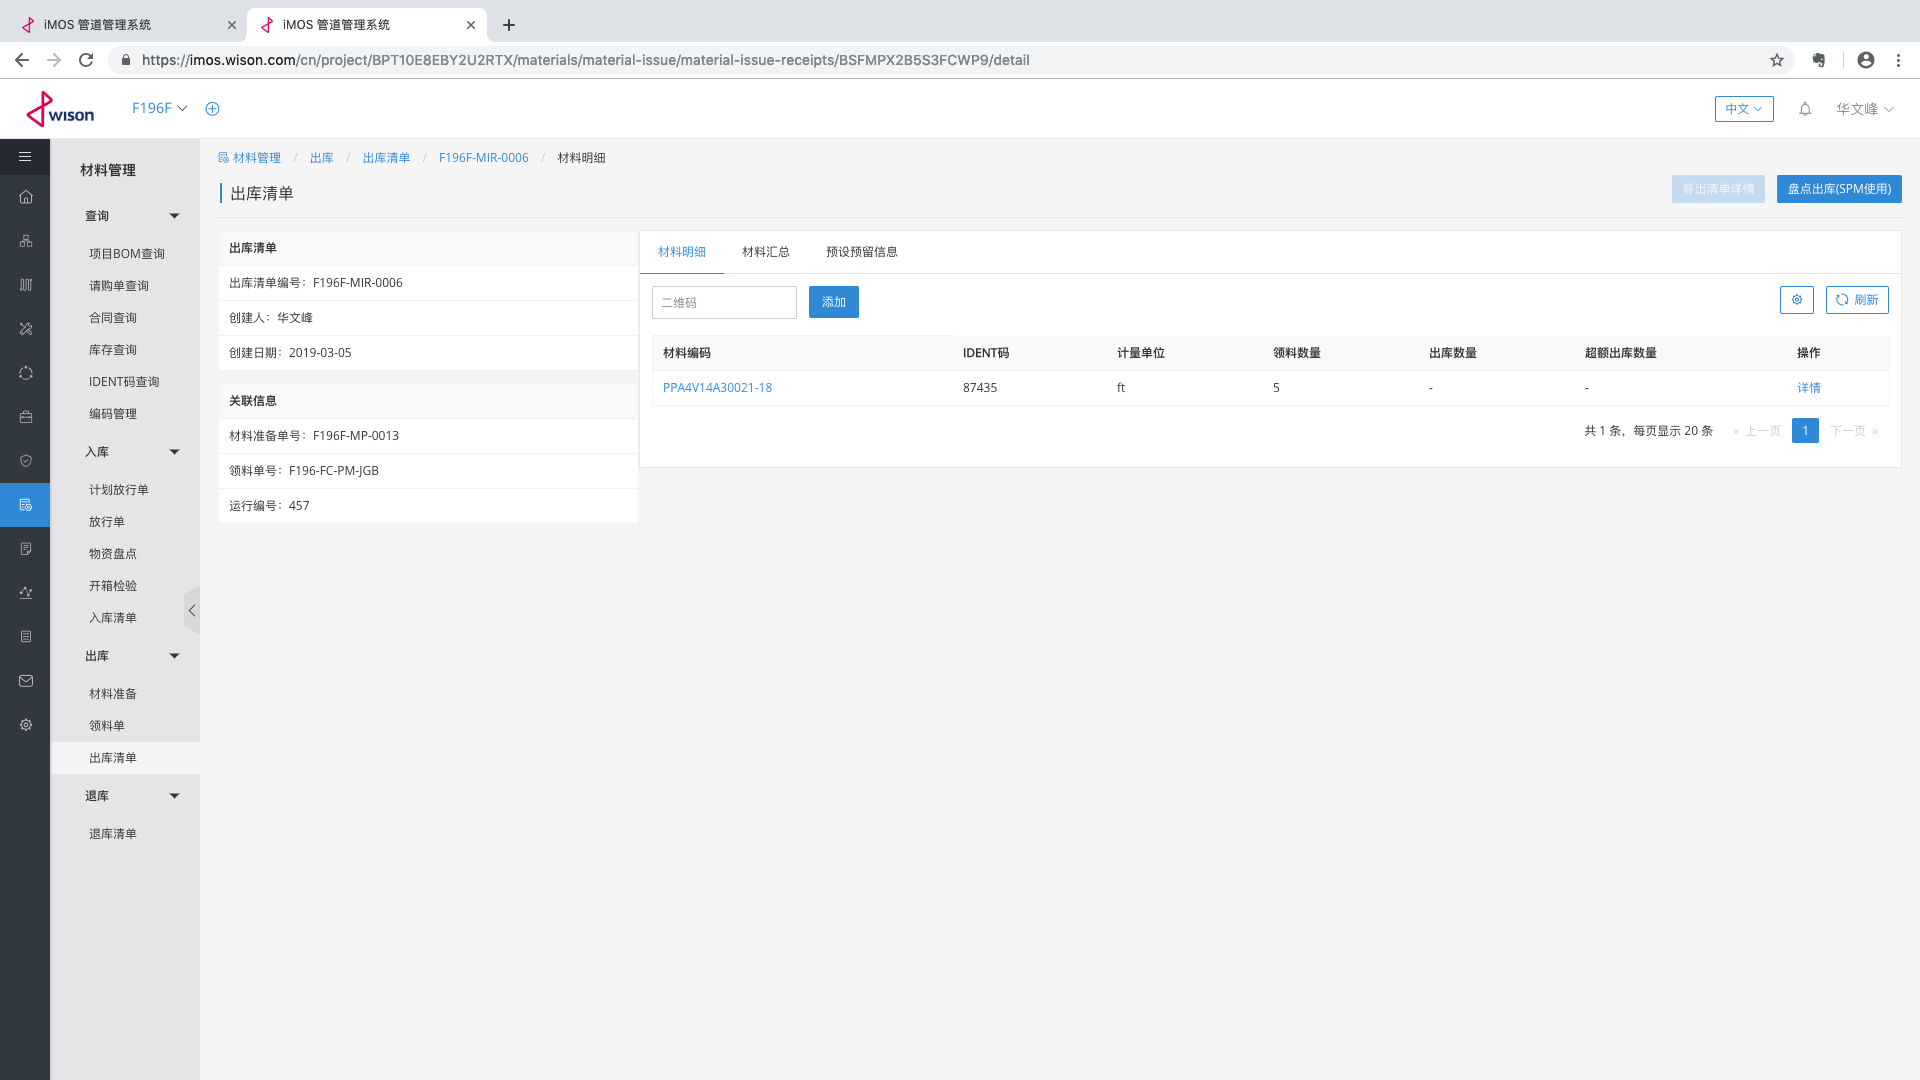 iMOS 管道管理系统
iMOS 管道管理系统
https://imos.wison.com/cn/project/BPT10E8EBY2U2RTX/materials/material-issue/material-issue-receipts/BSFMPX2B5S3FCWP9/detail
wison
F196F
中文
华文峰
材料管理
查询
项目BOM查询
请购单查询
合同查询
库存查询
IDENT码查询
编码管理
入库
计划放行单
放行单
物资盘点
开箱检验
入库清单
出库
材料准备
领料单
出库清单
退库
退库清单
材料管理 / 出库 / 出库清单 / F196F-MIR-0006 / 材料明细
出库清单
导出清单详情
盘点出库(SPM使用)
出库清单
出库清单编号：F196F-MIR-0006
创建人：华文峰
创建日期：2019-03-05
关联信息
材料准备单号：F196F-MP-0013
领料单号：F196-FC-PM-JGB
运行编号：457
材料明细 材料汇总 预设预留信息
二维码 添加
刷新
材料编码 IDENT码 计量单位 领料数量 出库数量 超额出库数量 操作
PPA4V14A30021-18 87435 ft 5 - - 详情
共 1 条，每页显示 20 条 « 上一页 1 下一页 »